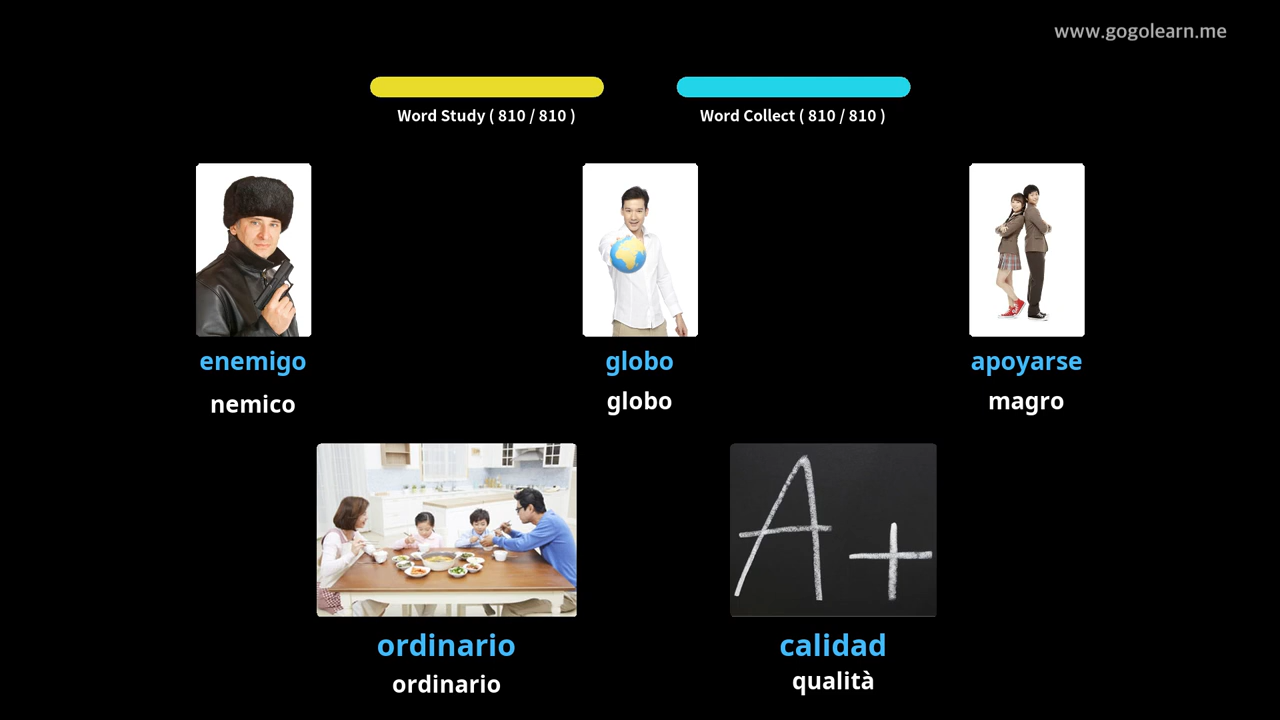 www.gogolearn.me
Word Study ( 810 / 810 )
Word Collect ( 810 / 810 )
enemigo
globo
apoyarse
nemico
globo
magro
A+
ordinario
calidad
ordinario
qualità